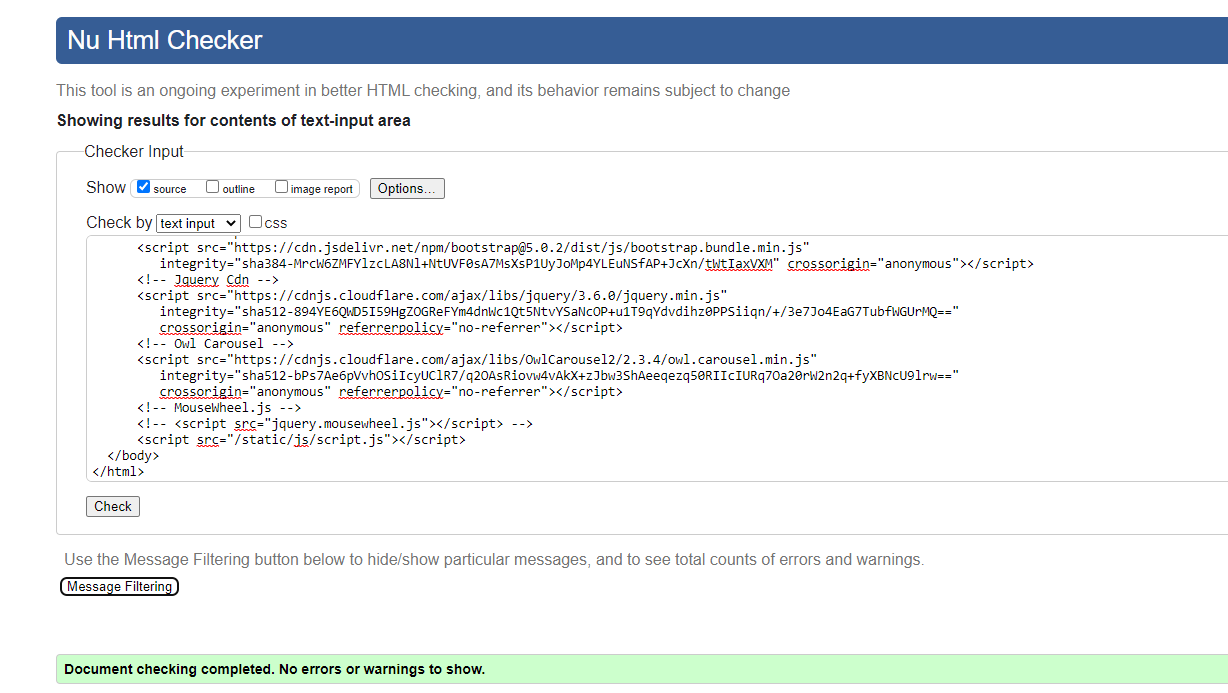 Nu Html Checker
This tool is an ongoing experiment in better HTML checking, and its behavior remains subject to change
Showing results for contents of text-input area
Checker Input
Show source outline image report Options...
Check by text input css
<script src="https://cdn.jsdelivr.net/npm/bootstrap@5.0.2/dist/js/bootstrap.bundle.min.js"
integrity="sha384-MrcW6ZMFYlzcLA8Nl+NtUVF0sA7MsXsP1UyJoMp4YLEuNSfAP+JcXn/tWtIaxVXM" crossorigin="anonymous"></script>
<!-- Jquery Cdn -->
<script src="https://cdnjs.cloudflare.com/ajax/libs/jquery/3.6.0/jquery.min.js"
integrity="sha512-894YE6QWD5I59HgZOGReFYm4dnWc1Qt5NtvYSaNcOP+u1T9qYdvdihz0PPSiiqn/+/3e7Jo4EaG7TubfWGUrMQ=="
crossorigin="anonymous" referrerpolicy="no-referrer"></script>
<!-- Owl Carousel -->
<script src="https://cdnjs.cloudflare.com/ajax/libs/OwlCarousel2/2.3.4/owl.carousel.min.js"
integrity="sha512-bPs7Ae6pVvhOSiIcyUClR7/q2OAsRiovw4vAkX+zJbw3ShAeeqezq50RIIcIURq7Oa20rW2n2q+fyXBNcU9lrw=="
crossorigin="anonymous" referrerpolicy="no-referrer"></script>
<!-- MouseWheel.js -->
<!-- <script src="jquery.mousewheel.js"></script> -->
<script src="/static/js/script.js"></script>
</body>
</html>
Check
Use the Message Filtering button below to hide/show particular messages, and to see total counts of errors and warnings.
Message Filtering
Document checking completed. No errors or warnings to show.